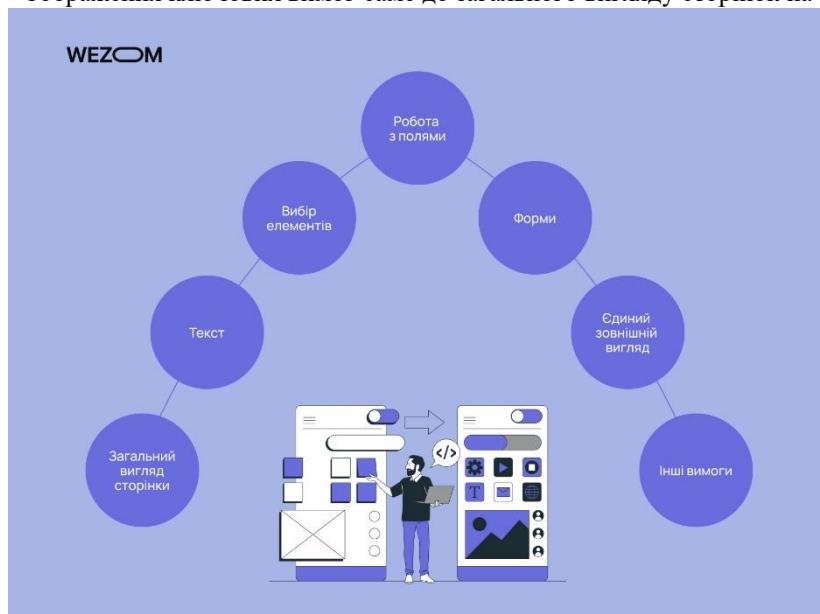 WEZOM
Робота
з полями
Вибір
елементів
Форми
Текст
Єдиний
зовнішній
вигляд
Загальний
вигляд
сторінки
Інші вимоги
</>
T